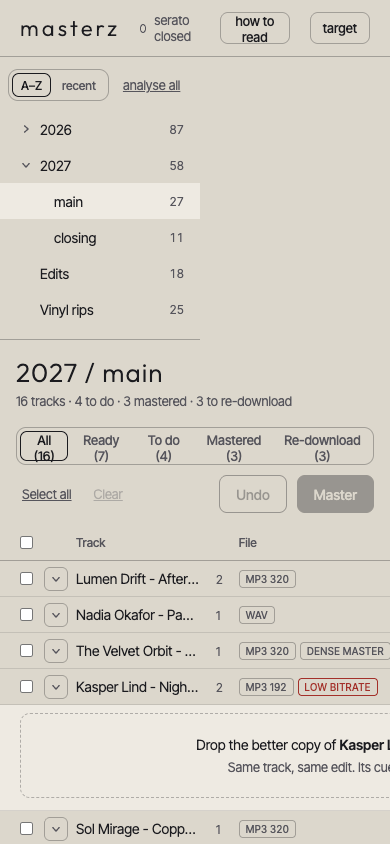 masterz
0 serato closed
how to read
target
A–Z recent analyse all
2026 87
2027 58
main 27
closing 11
Edits 18
Vinyl rips 25
2027 / main
16 tracks · 4 to do · 3 mastered · 3 to re-download
All (16) Ready (7) To do (4) Mastered (3) Re-download (3)
Select all Clear Undo Master
Track File
Lumen Drift - After... 2 MP3 320
Nadia Okafor - Pa... 1 WAV
The Velvet Orbit - ... 1 MP3 320 DENSE MASTER
Kasper Lind - Nigh... 2 MP3 192 LOW BITRATE
Drop the better copy of Kasper L
Same track, same edit. Its cue
Sol Mirage - Copp... 1 MP3 320